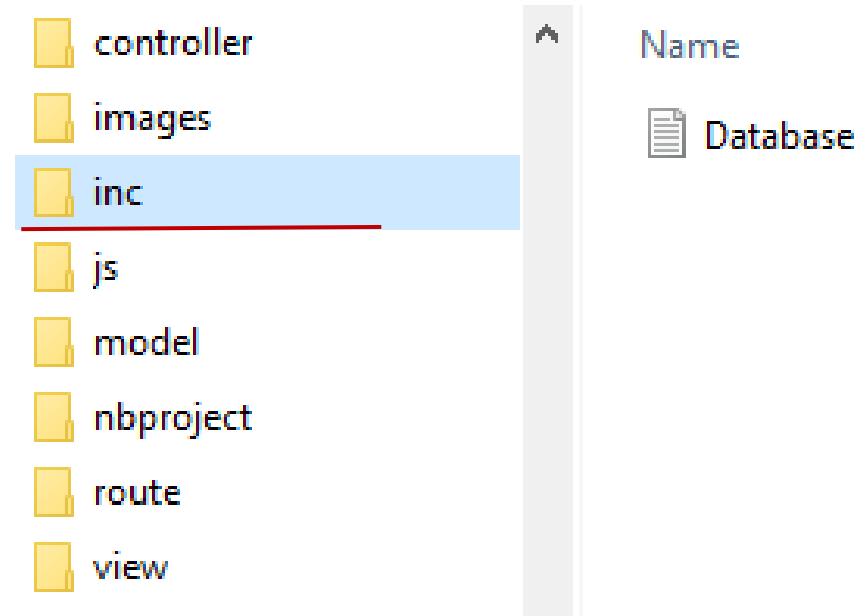 controller
images
inc
js
model
nbproject
route
view
Name
Database